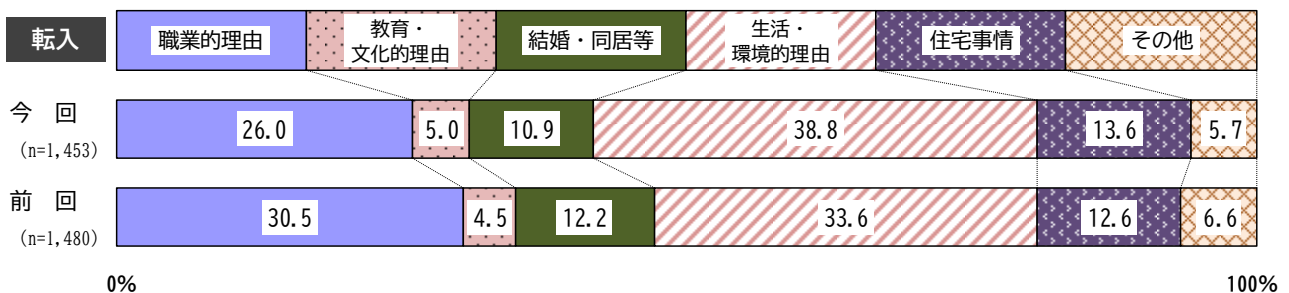 転入
職業的理由
教育・
文化的理由
結婚・同居等
生活・
環境的理由
住宅事情
その他
今 回
(n=1,453)
26.0
5.0
10.9
38.8
13.6
5.7
前 回
(n=1,480)
30.5
4.5
12.2
33.6
12.6
6.6
0%
100%